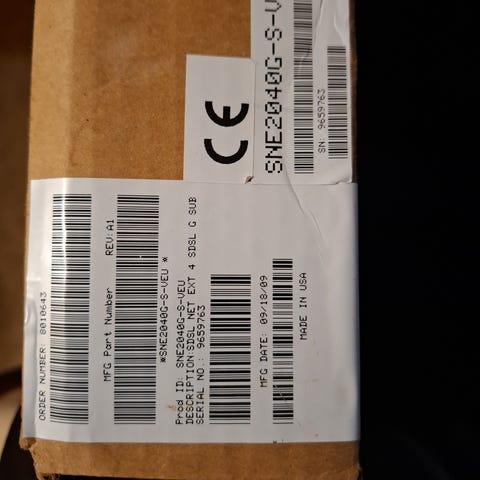 CE
SNE2040G-S-V
SN: 9659763
ORDER NUMBER: 8010643
MFG Part Number REV:A1
*SNE2040G-S-VEU *
Prod ID: SNE2040G-S-VEU
DESCRIPTION:SDSL NET EXT 4 SDSL G SUB
SERIAL NO.: 9659763
MFG DATE: 09/18/09
MADE IN USA